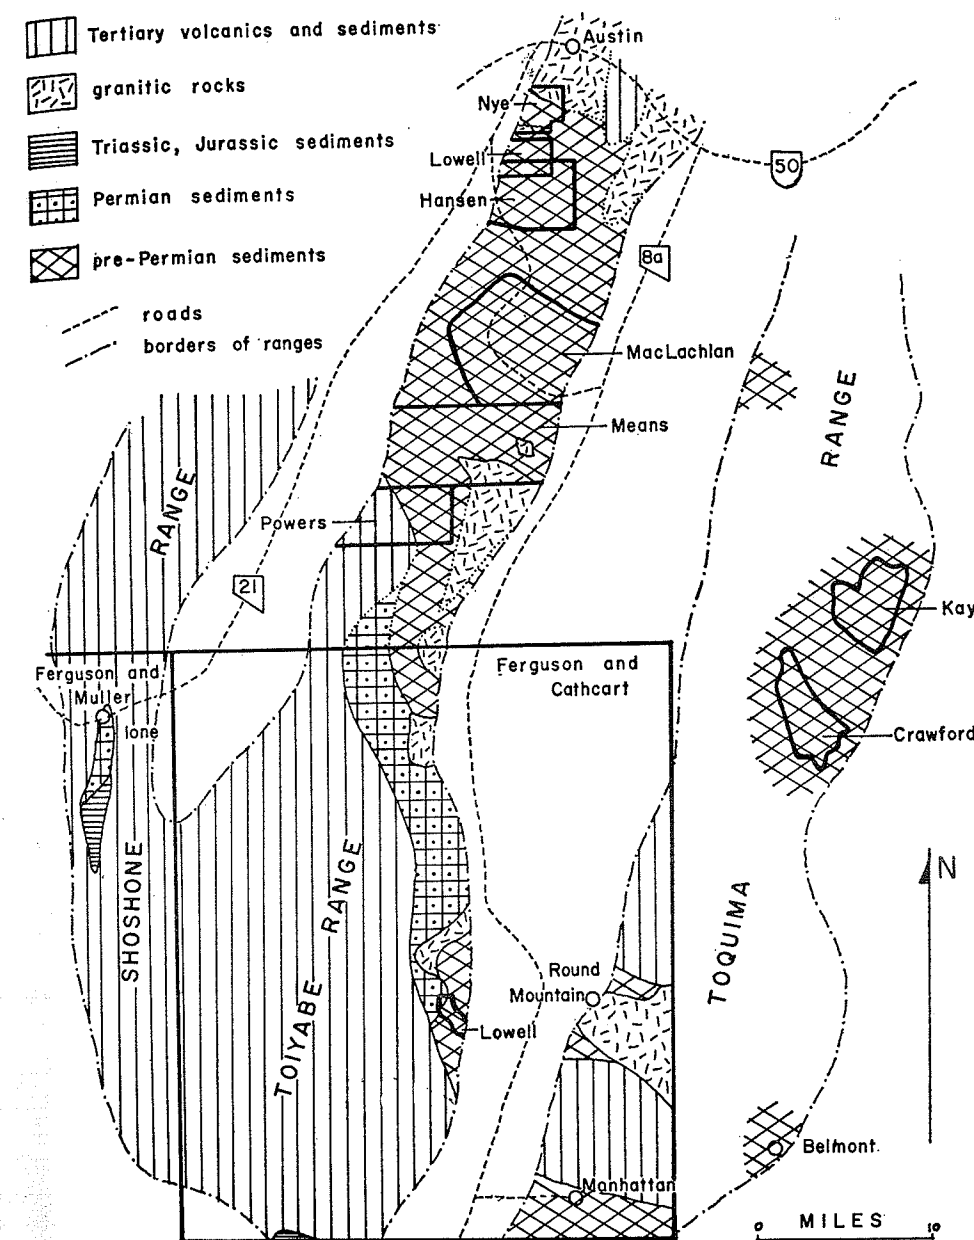 Tertiary volcanics and sediments
granitic rocks
Triassic, Jurassic sediments
Permian sediments
pre-Permian sediments
roads
borders of ranges
Austin
Nye
Lowell
Hansen
50
8a
MacLachlan
Means
RANGE
RANGE
Powers
21
Kay
Ferguson and
Muller
Ione
Ferguson and
Cathcart
Crawford
SHOSHONE
TOIYABE RANGE
TOQUIMA
N
Round
Mountain
Lowell
Belmont
Manhattan
MILES
0 10